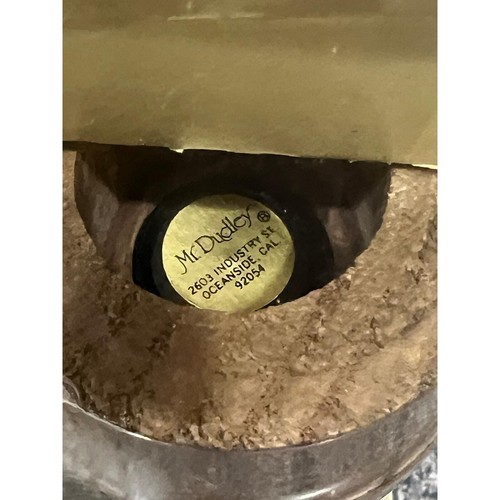 Mr. Dudley ®
2603 INDUSTRY ST.
OCEANSIDE, CAL.
92054